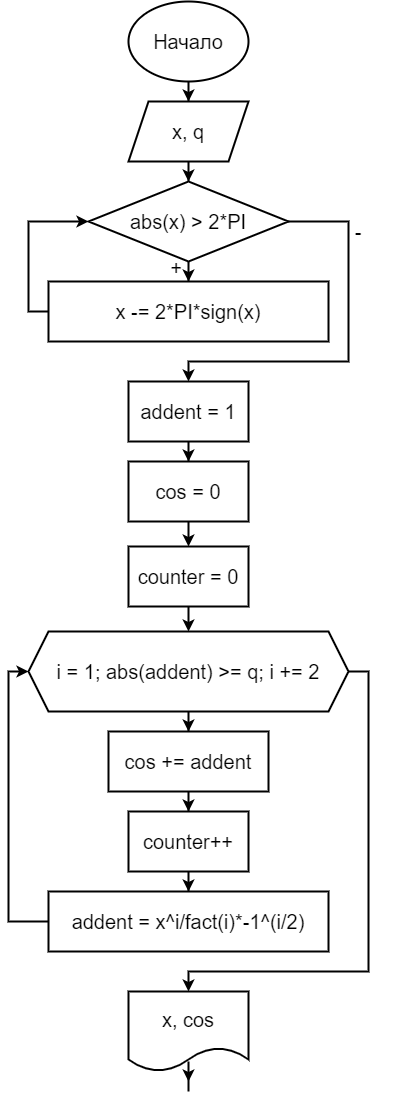 Начало
x, q
abs(x) > 2*PI
-
+
x -= 2*PI*sign(x)
addent = 1
cos = 0
counter = 0
i = 1; abs(addent) >= q; i += 2
cos += addent
counter++
addent = x^i/fact(i)*-1^(i/2)
x, cos